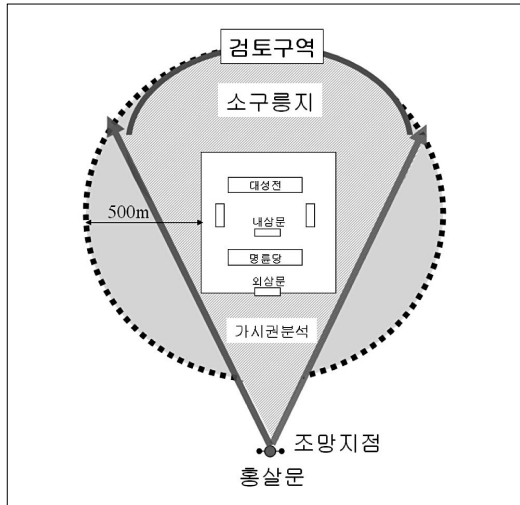 검토구역
소구릉지
대성전
500m
내삼문
명륜당
외삼문
가시권분석
조망지점
홍살문